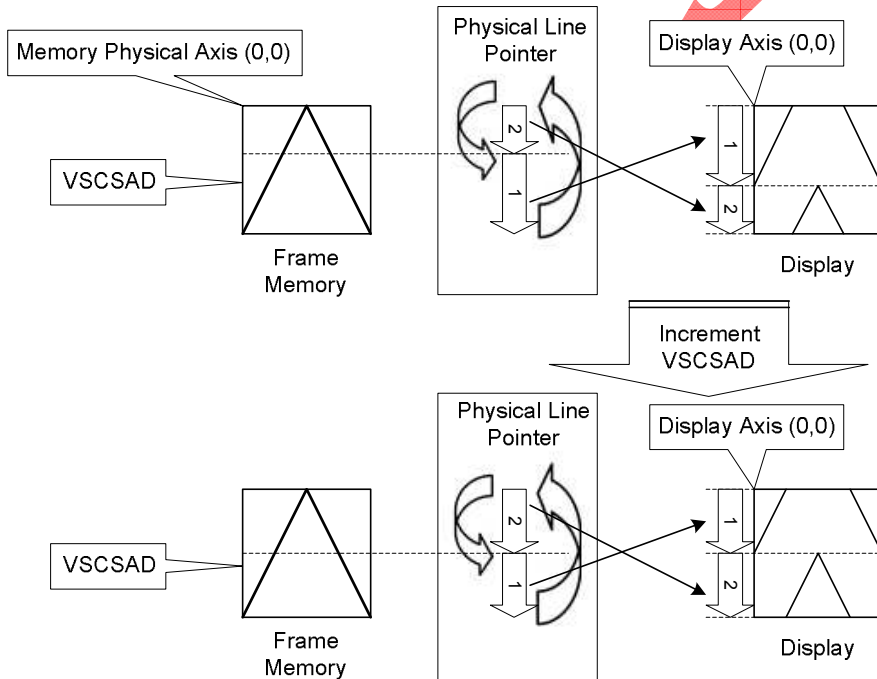 Memory Physical Axis (0,0)
Physical Line
Pointer
Display Axis (0,0)
VSCSAD
2
1
1
2
Frame
Memory
Display
Increment
VSCSAD
Physical Line
Pointer
Display Axis (0,0)
VSCSAD
2
1
1
2
Frame
Memory
Display